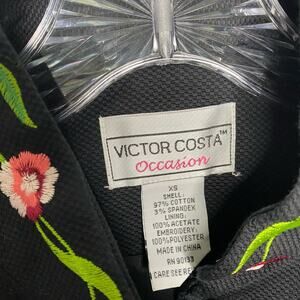 VICTOR COSTA™
Occasion
XS
SHELL:
97% COTTON
3% SPANDEX
LINING:
100% ACETATE
EMBROIDERY:
100% POLYESTER
MADE IN CHINA
RN 90133
CARE SEE RE